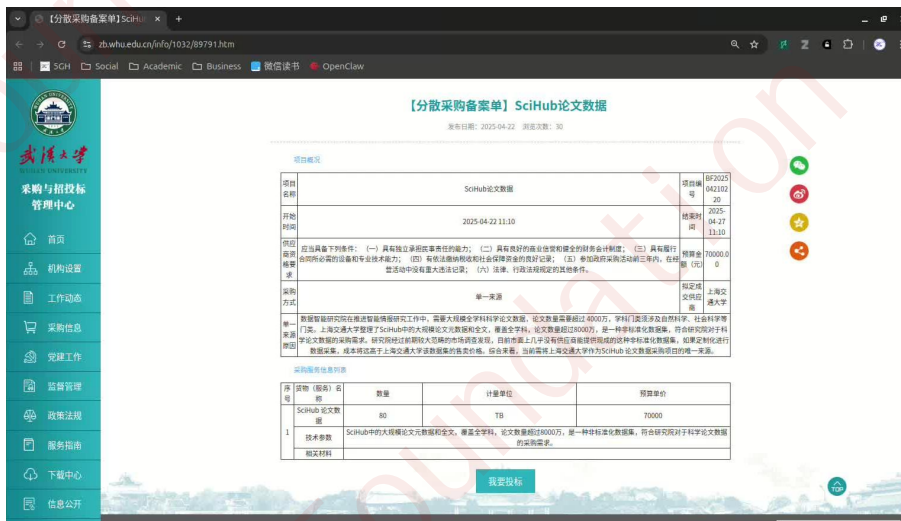 【分散采购备案单】SciHu
zb.whu.edu.cn/info/1032/89791.htm
SGH Social Academic Business 微信读书 OpenClaw
武汉大学
WUHAN UNIVERSITY
采购与招投标
管理中心
首页
机构设置
工作动态
采购信息
党建工作
监督管理
政策法规
服务指南
下载中心
信息公开
【分散采购备案单】SciHub论文数据
发布日期：2025-04-22 浏览次数：30
项目概况
项目名称
SciHub论文数据
项目编号
BF2025
042102
20
开始时间
2025-04-22 11:10
结束时间
2025-
04-27
11:10
供应商资格要求
应当具备下列条件：（一）具有独立承担民事责任的能力；（二）具有良好的商业信誉和健全的财务会计制度；（三）具有履行
合同所必需的设备和专业技术能力；（四）有依法缴纳税收和社会保障资金的良好记录；（五）参加政府采购活动前三年内，在经
营活动中没有重大违法记录；（六）法律、行政法规规定的其他条件。
预算金额（元）
70000.0
0
采购方式
单一来源
拟定成交供应商
上海交
通大学
单一来源原因
数据智能研究院在推进智能情报研究工作中，需要大规模全学科科学论文数据，论文数量需要超过4000万，学科门类须涉及自然科学、社会科学等
门类。上海交通大学整理了SciHub中的大规模论文元数据和全文，覆盖全学科，论文数量超过8000万，是一种非标准化数据集，符合研究院对于科
学论文数据的采购需求。研究院经过前期较大范畴的市场调查发现，目前市面上几乎没有供应商能提供现成的这种非标准化数据集，如果定制化进行
数据采集，成本将远高于上海交通大学该数据集的售卖价格。综合来看，当前需将上海交通大学作为SciHub论文数据采购项目的唯一来源。
采购服务信息列表
序号 货物（服务）名称 数量 计量单位 预算单价
1
SciHub 论文数据 80 TB 70000
技术参数
SciHub中的大规模论文元数据和全文，覆盖全学科，论文数量超过8000万，是一种非标准化数据集，符合研究院对于科学论文数据
的采购需求。
相关材料
我要投标
TOP
oundation